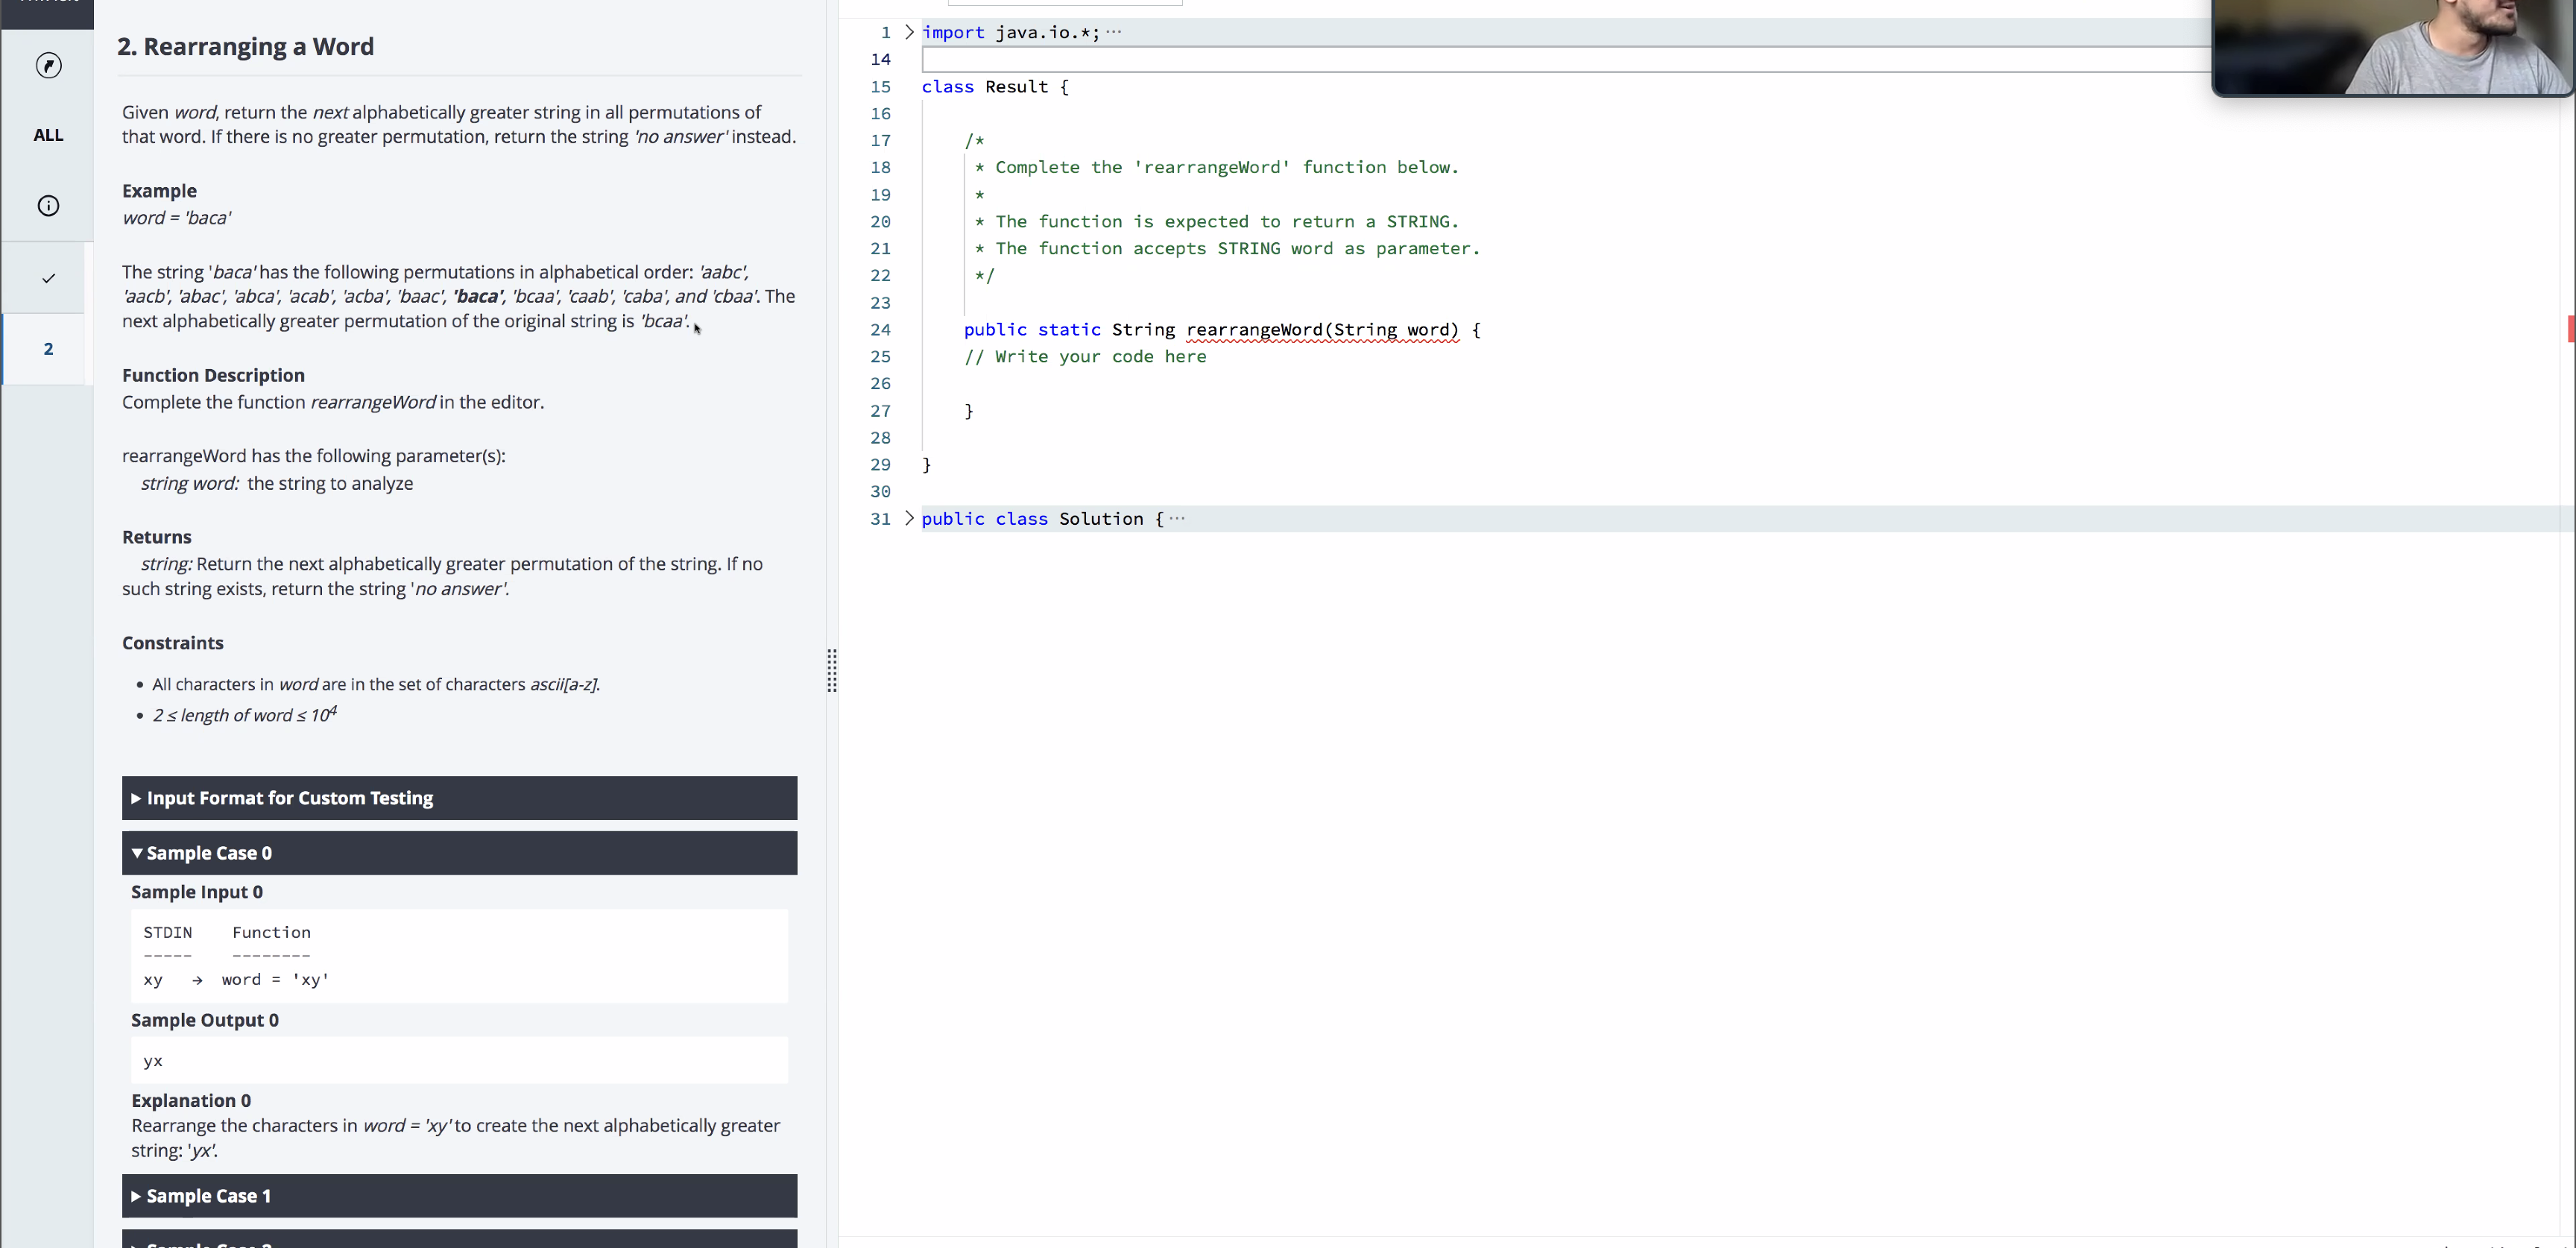 2. Rearranging a Word
Given word, return the next alphabetically greater string in all permutations of
that word. If there is no greater permutation, return the string 'no answer' instead.
ALL
Example
word = 'baca'
The string 'baca' has the following permutations in alphabetical order: 'aabc',
'aacb', 'abac', 'abca', 'acab', 'acba', 'baac', 'baca', 'bcaa', 'caab', 'caba', and 'cbaa'. The
next alphabetically greater permutation of the original string is 'bcaa'.
2
Function Description
Complete the function rearrangeWord in the editor.
rearrangeWord has the following parameter(s):
string word: the string to analyze
Returns
string: Return the next alphabetically greater permutation of the string. If no
such string exists, return the string 'no answer'.
Constraints
• All characters in word are in the set of characters ascii[a-z].
• 2 ≤ length of word ≤ 10⁴
▶ Input Format for Custom Testing
▼ Sample Case 0
Sample Input 0
STDIN Function
----- --------
xy → word = 'xy'
Sample Output 0
yx
Explanation 0
Rearrange the characters in word = 'xy' to create the next alphabetically greater
string: 'yx'.
▶ Sample Case 1
1 > import java.io.*; ···
14
15 class Result {
16
17 /*
18 * Complete the 'rearrangeWord' function below.
19 *
20 * The function is expected to return a STRING.
21 * The function accepts STRING word as parameter.
22 */
23
24 public static String rearrangeWord(String word) {
25 // Write your code here
26
27 }
28
29 }
30
31 > public class Solution { ···